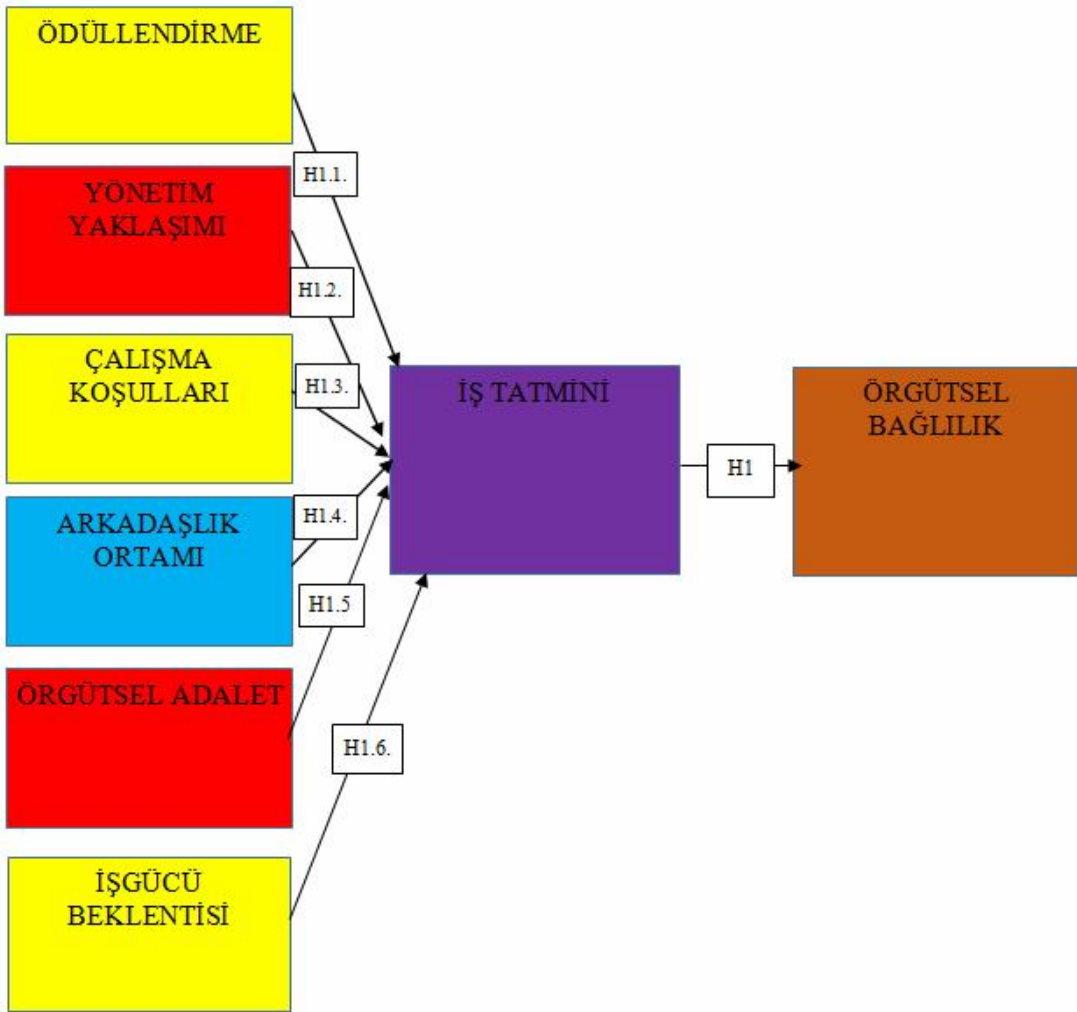 ÖDÜLLENDİRME
H1.1.
YÖNETİM
YAKLAŞIMI
H1.2.
ÇALIŞMA
KOŞULLARI
H1.3.
İŞ TATMİNİ
H1
ÖRGÜTSEL
BAĞLILIK
ARKADAŞLIK
ORTAMI
H1.4.
H1.5
ÖRGÜTSEL ADALET
H1.6.
İŞGÜCÜ
BEKLENTİSİ